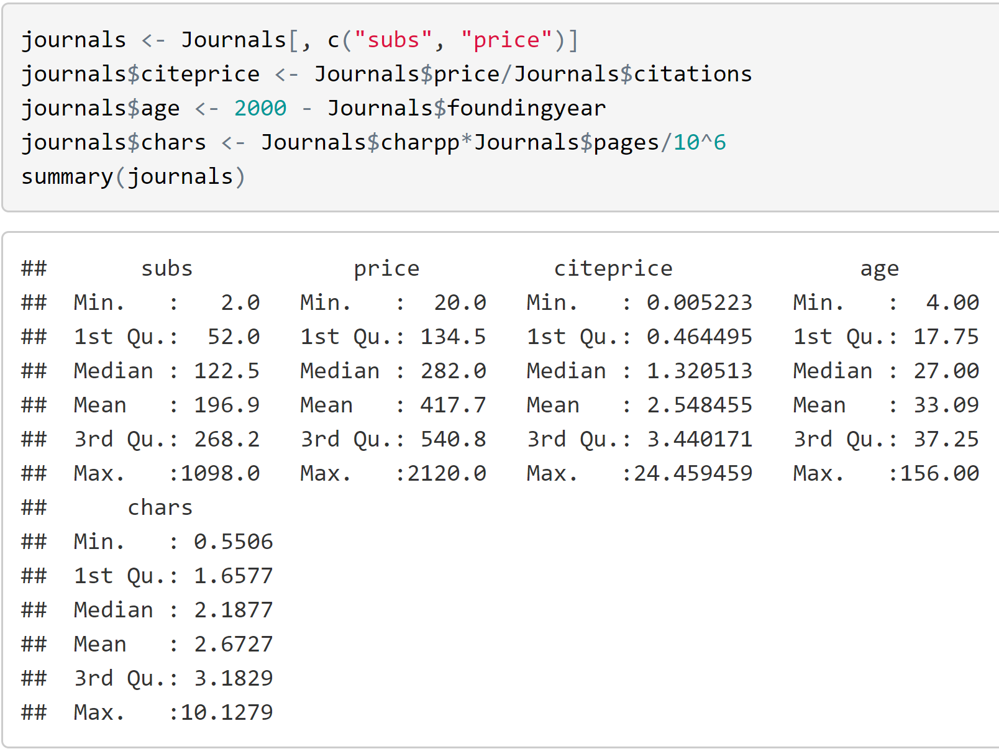 journals <- Journals[, c("subs", "price")]
journals$citeprice <- Journals$price/Journals$citations
journals$age <- 2000 - Journals$foundingyear
journals$chars <- Journals$charpp*Journals$pages/10^6
summary(journals)
##       subs            price          citeprice              age
##  Min.   :   2.0   Min.   :  20.0   Min.   : 0.005223   Min.   :  4.00
##  1st Qu.:  52.0   1st Qu.: 134.5   1st Qu.: 0.464495   1st Qu.: 17.75
##  Median : 122.5   Median : 282.0   Median : 1.320513   Median : 27.00
##  Mean   : 196.9   Mean   : 417.7   Mean   : 2.548455   Mean   : 33.09
##  3rd Qu.: 268.2   3rd Qu.: 540.8   3rd Qu.: 3.440171   3rd Qu.: 37.25
##  Max.   :1098.0   Max.   :2120.0   Max.   :24.459459   Max.   :156.00
##      chars
##  Min.   : 0.5506
##  1st Qu.: 1.6577
##  Median : 2.1877
##  Mean   : 2.6727
##  3rd Qu.: 3.1829
##  Max.   :10.1279